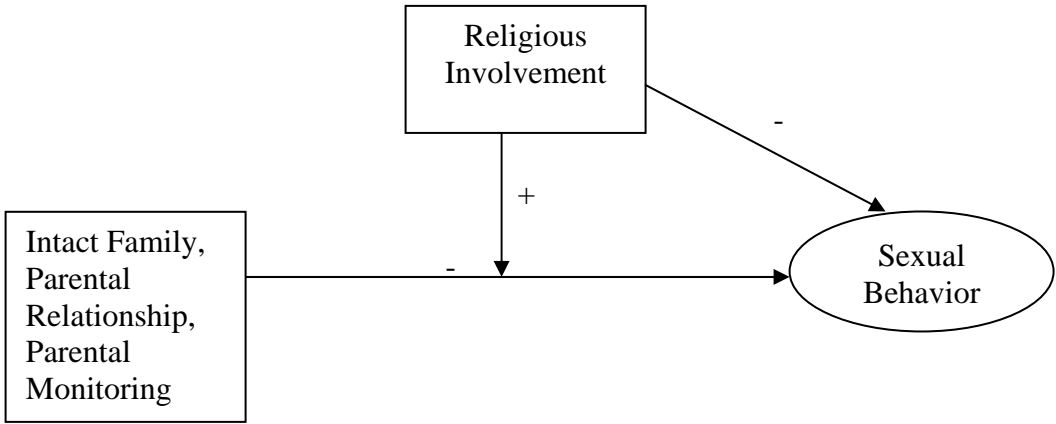 Religious
Involvement
-
+
Intact Family,
Parental
Relationship,
Parental
Monitoring
-
Sexual
Behavior